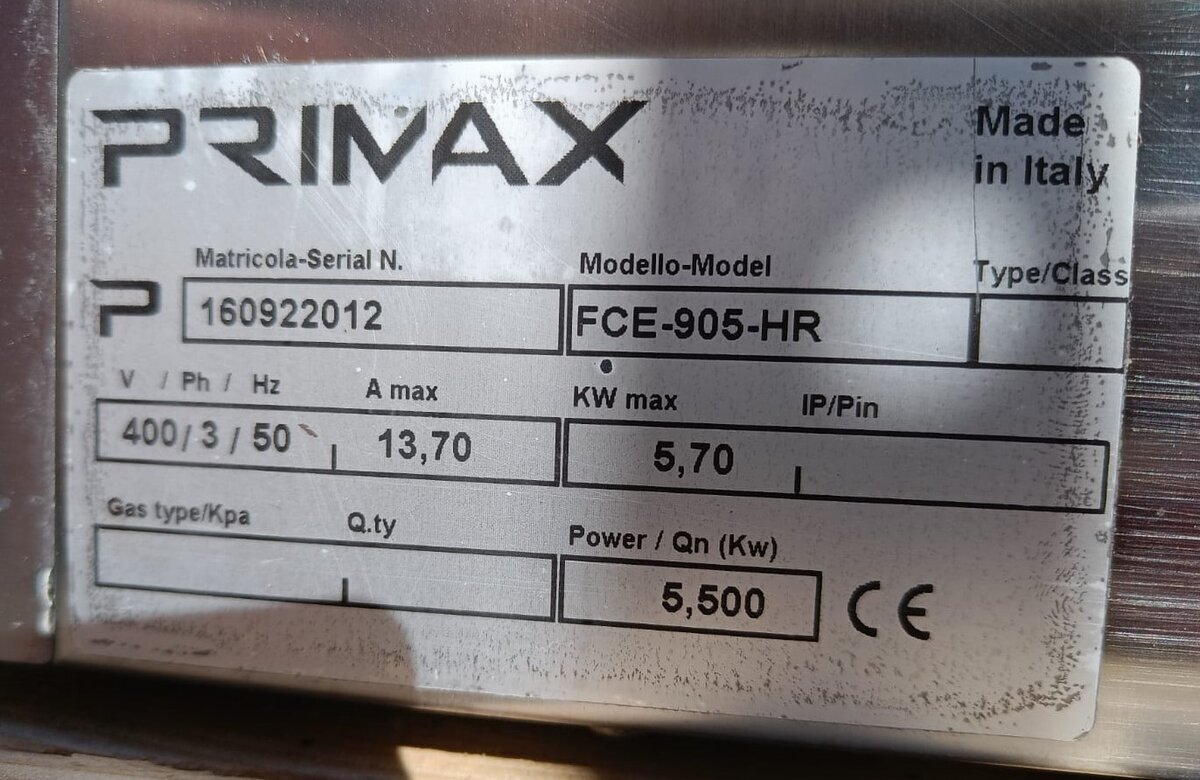 PRIMAX
Made
in Italy
Matricola-Serial N. Modello-Model Type/Class
P 160922012 FCE-905-HR
V / Ph / Hz A max KW max IP/Pin
400/ 3 / 50 13,70 5,70
Gas type/Kpa Q.ty Power / Qn (Kw)
5,500 CE